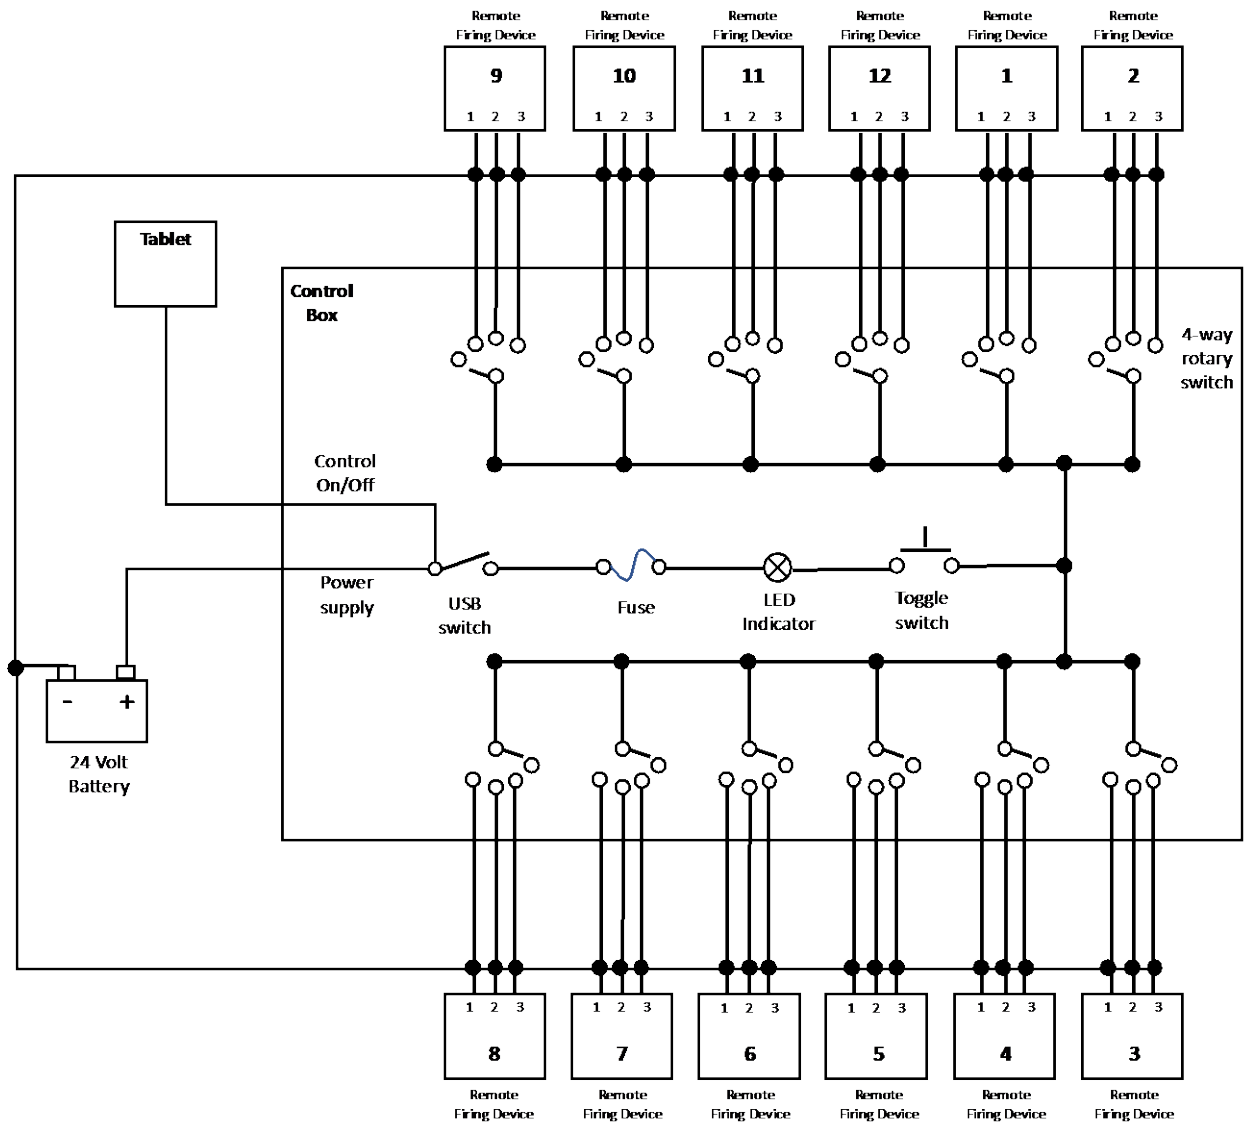 Remote Remote Remote Remote Remote Remote
Firing Device Firing Device Firing Device Firing Device Firing Device Firing Device
9 10 11 12 1 2
1 2 3 1 2 3 1 2 3 1 2 3 1 2 3 1 2 3
Tablet
Control
Box
4-way
rotary
switch
Control
On/Off
Power
supply
USB
switch
Fuse
LED
Indicator
Toggle
switch
- +
24 Volt
Battery
1 2 3 1 2 3 1 2 3 1 2 3 1 2 3 1 2 3
8 7 6 5 4 3
Remote Remote Remote Remote Remote Remote
Firing Device Firing Device Firing Device Firing Device Firing Device Firing Device